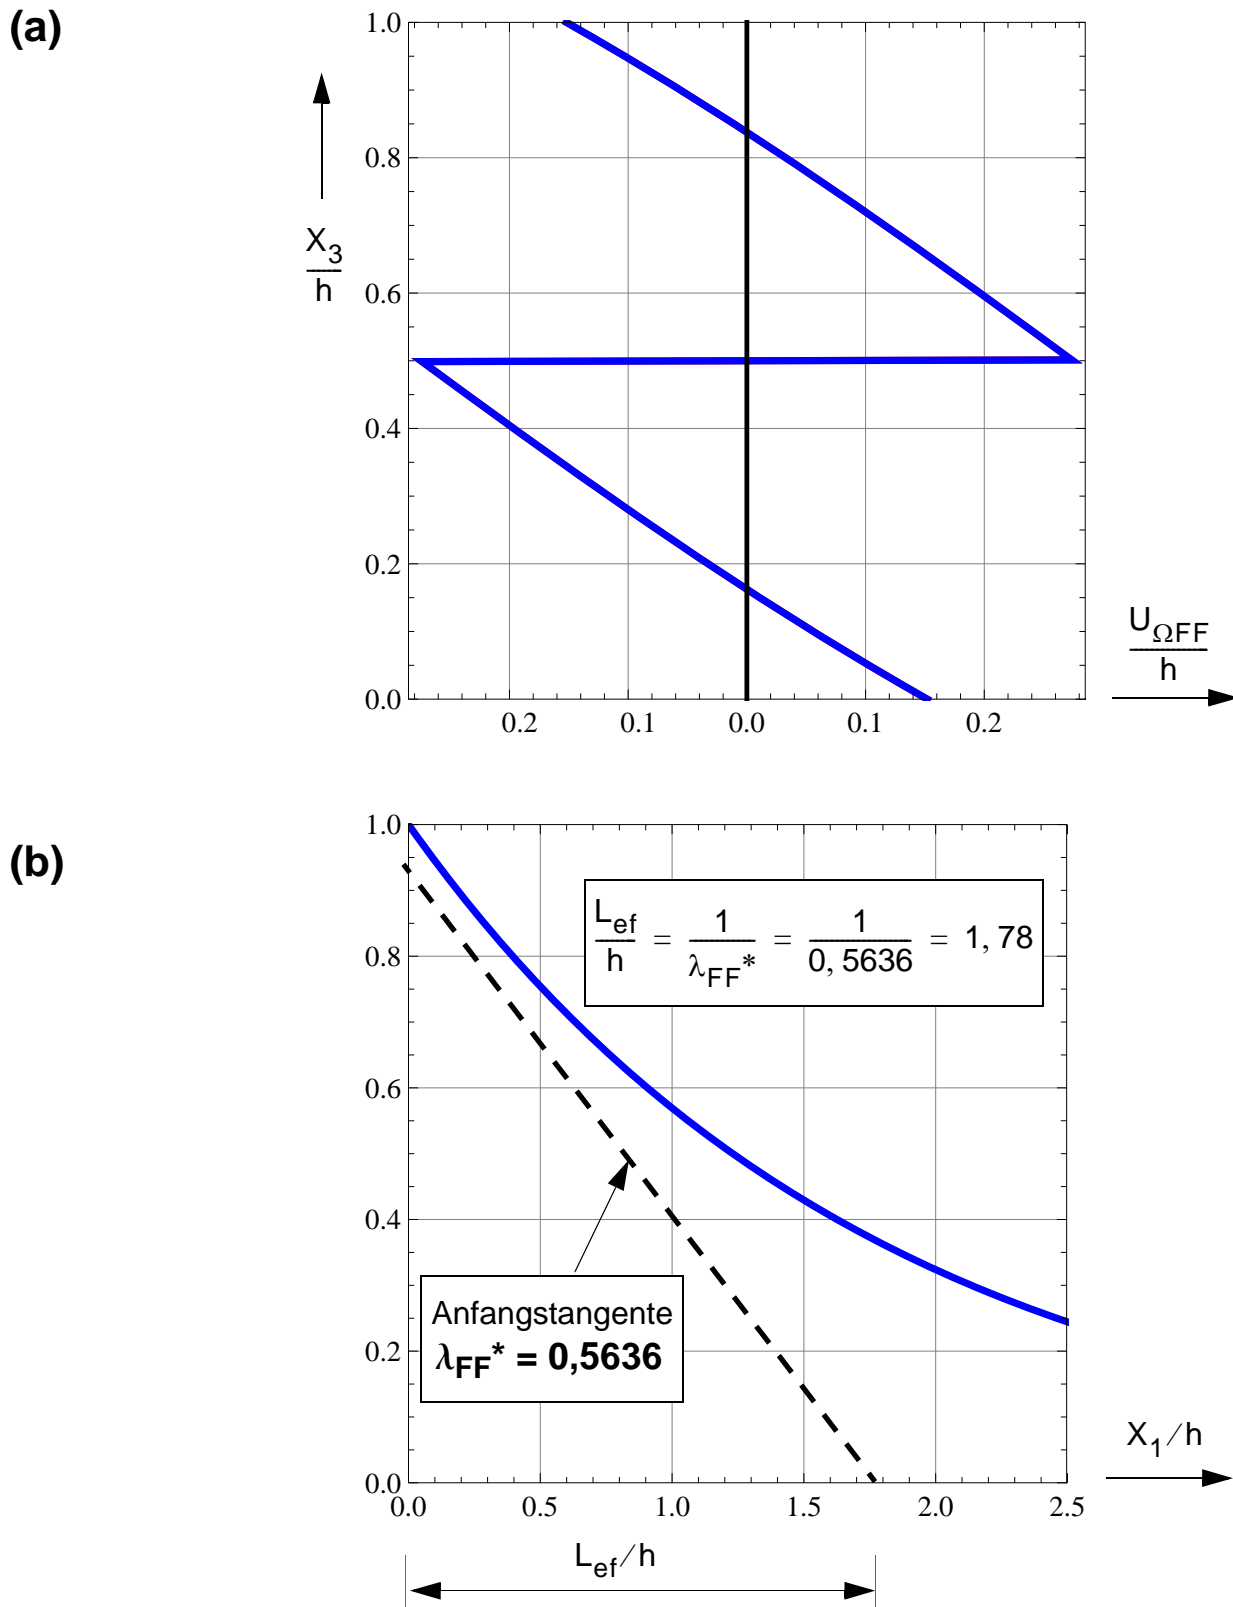 (a)
1.0
0.8
X3/h
0.6
0.4
0.2
0.0
0.2 0.1 0.0 0.1 0.2
UΩFF/h
(b)
1.0
0.8
0.6
0.4
0.2
0.0
Lef/h = 1/λFF* = 1/0,5636 = 1,78
Anfangstangente
λFF* = 0,5636
0.0 0.5 1.0 1.5 2.0 2.5
X1/h
Lef/h